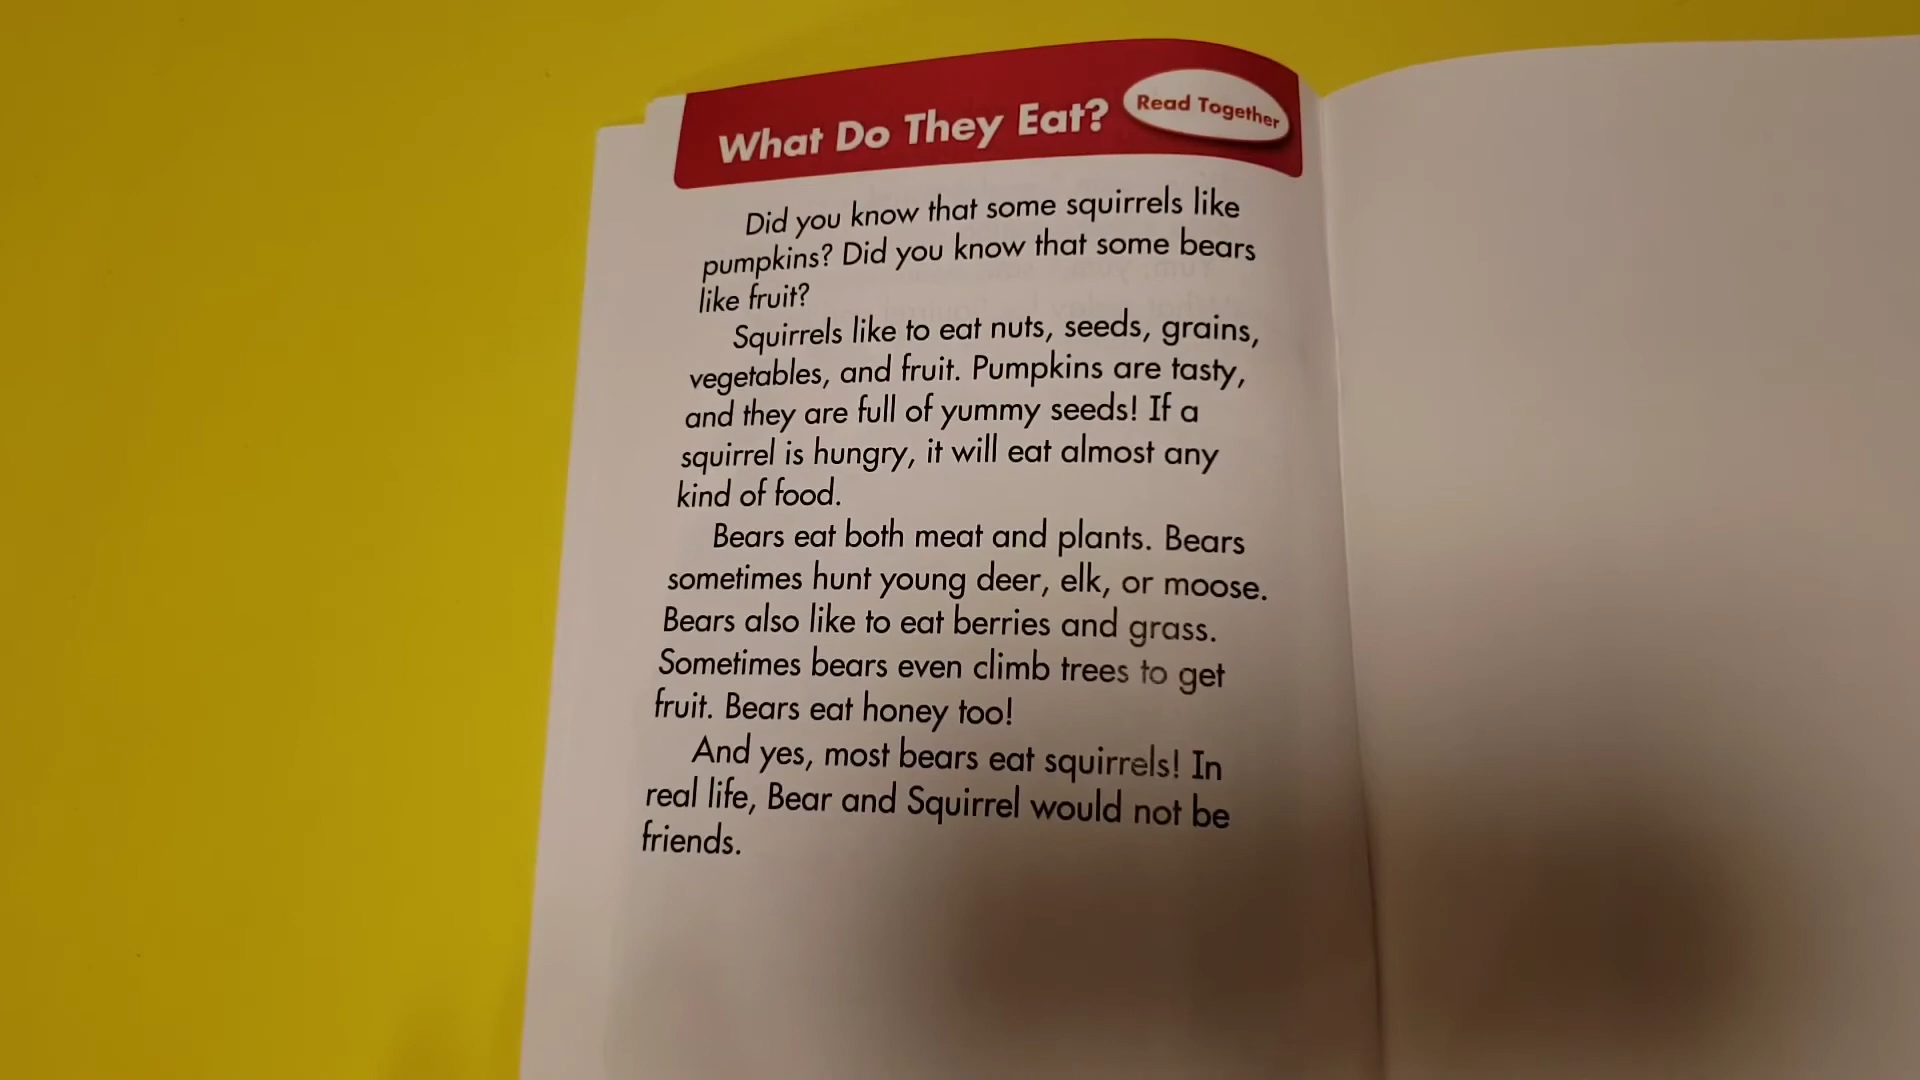 What Do They Eat?
Read Together
Did you know that some squirrels like
pumpkins? Did you know that some bears
like fruit?
Squirrels like to eat nuts, seeds, grains,
vegetables, and fruit. Pumpkins are tasty,
and they are full of yummy seeds! If a
squirrel is hungry, it will eat almost any
kind of food.
Bears eat both meat and plants. Bears
sometimes hunt young deer, elk, or moose.
Bears also like to eat berries and grass.
Sometimes bears even climb trees to get
fruit. Bears eat honey too!
And yes, most bears eat squirrels! In
real life, Bear and Squirrel would not be
friends.